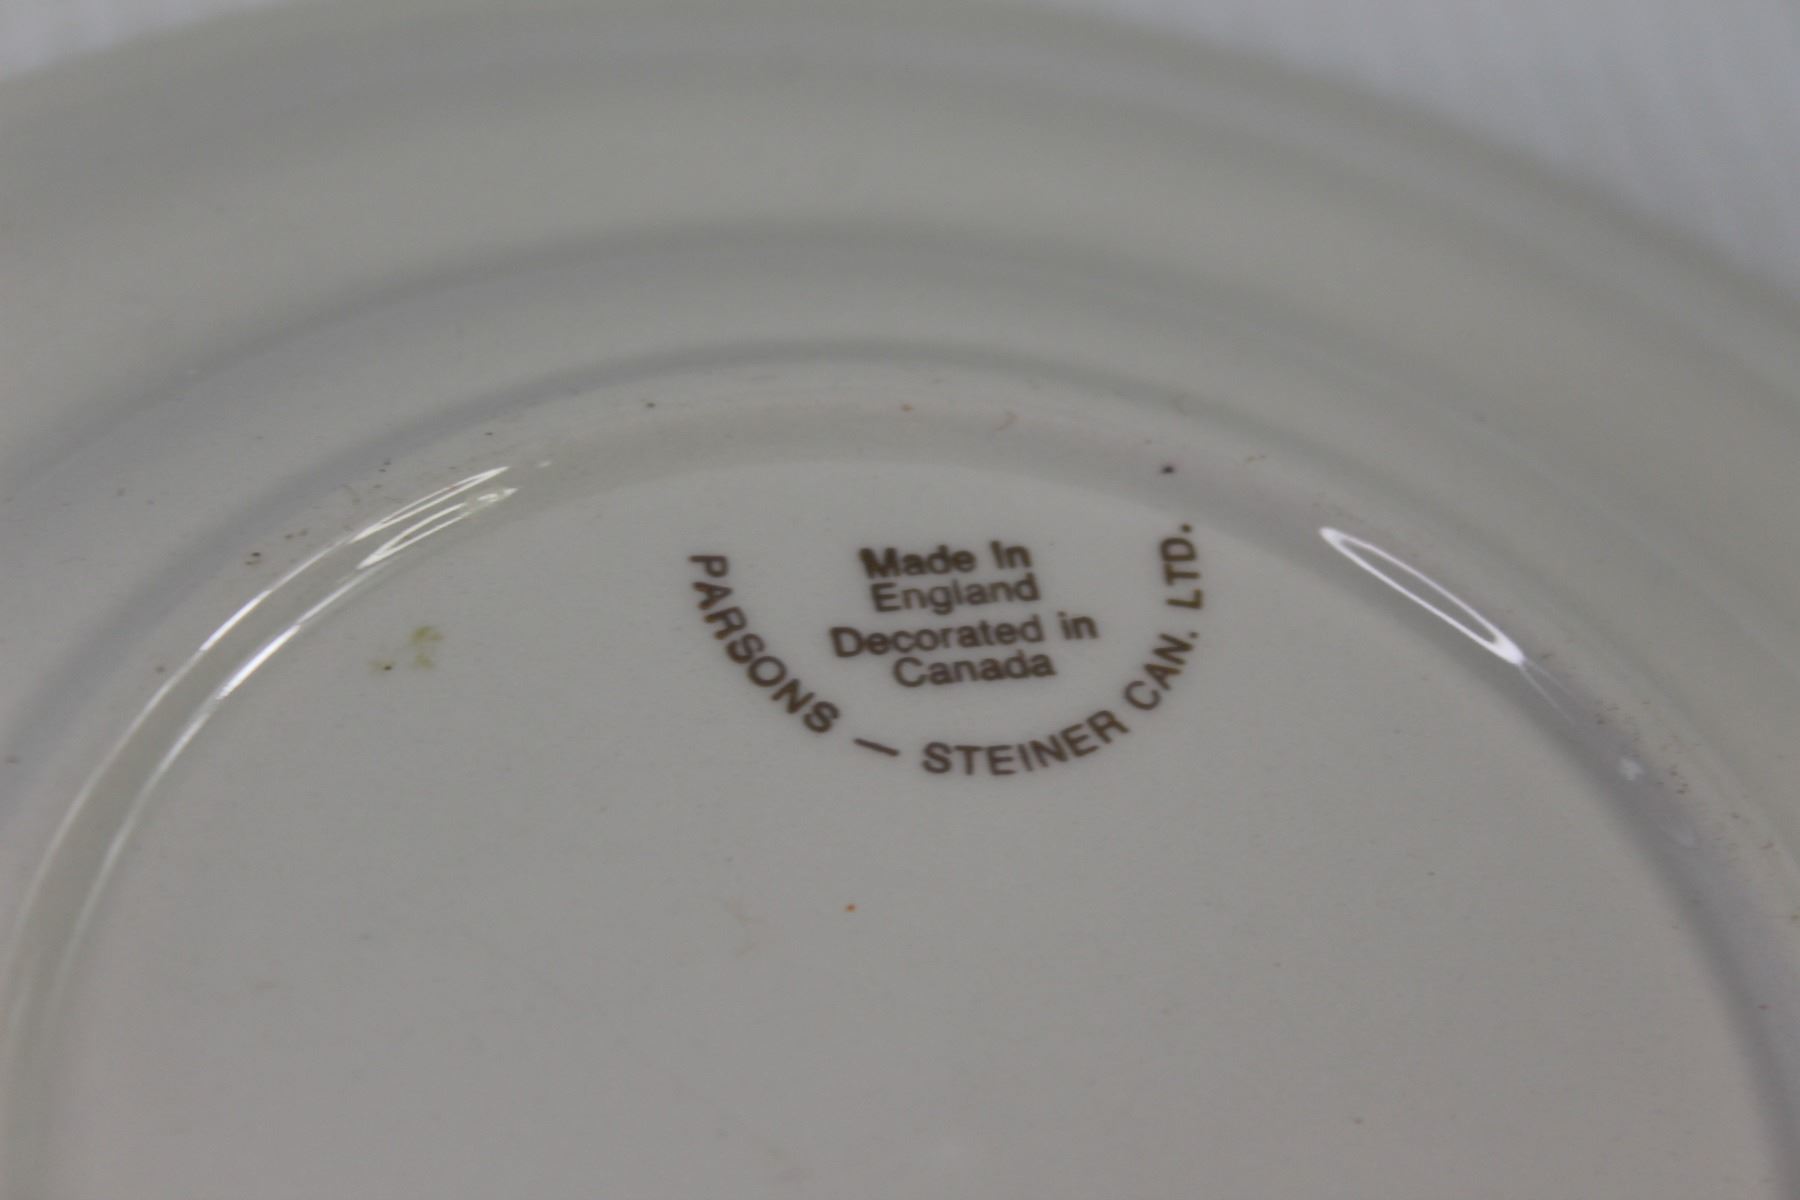 Made In
England
Decorated in
Canada
PARSONS — STEINER CAN. LTD.